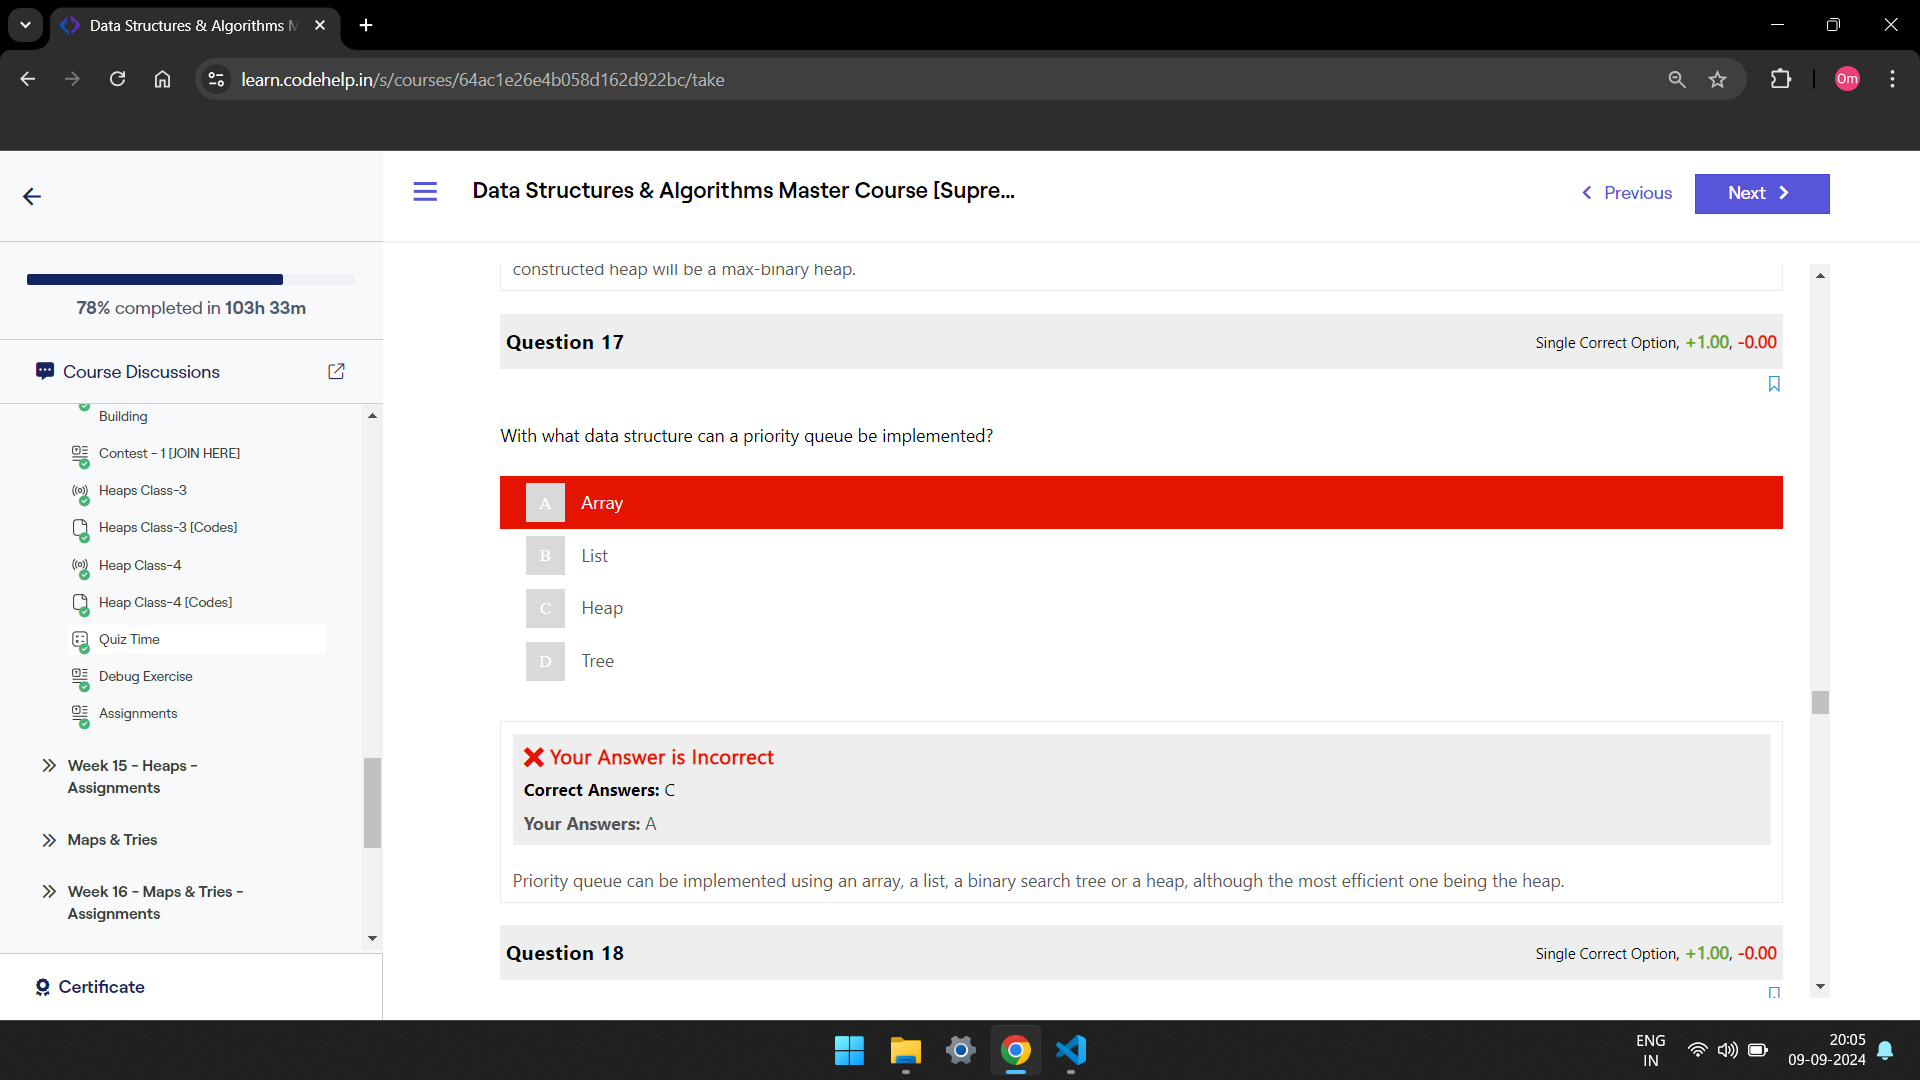 Data Structures & Algorithms M
learn.codehelp.in/s/courses/64ac1e26e4b058d162d922bc/take
Om
Data Structures & Algorithms Master Course [Supre...
Previous
Next
78% completed in 103h 33m
Course Discussions
Building
Contest - 1 [JOIN HERE]
Heaps Class-3
Heaps Class-3 [Codes]
Heap Class-4
Heap Class-4 [Codes]
Quiz Time
Debug Exercise
Assignments
Week 15 - Heaps -
Assignments
Maps & Tries
Week 16 - Maps & Tries -
Assignments
Certificate
constructed heap will be a max-binary heap.
Question 17
Single Correct Option, +1.00, -0.00
With what data structure can a priority queue be implemented?
A Array
B List
C Heap
D Tree
Your Answer is Incorrect
Correct Answers: C
Your Answers: A
Priority queue can be implemented using an array, a list, a binary search tree or a heap, although the most efficient one being the heap.
Question 18
Single Correct Option, +1.00, -0.00
ENG
IN
20:05
09-09-2024